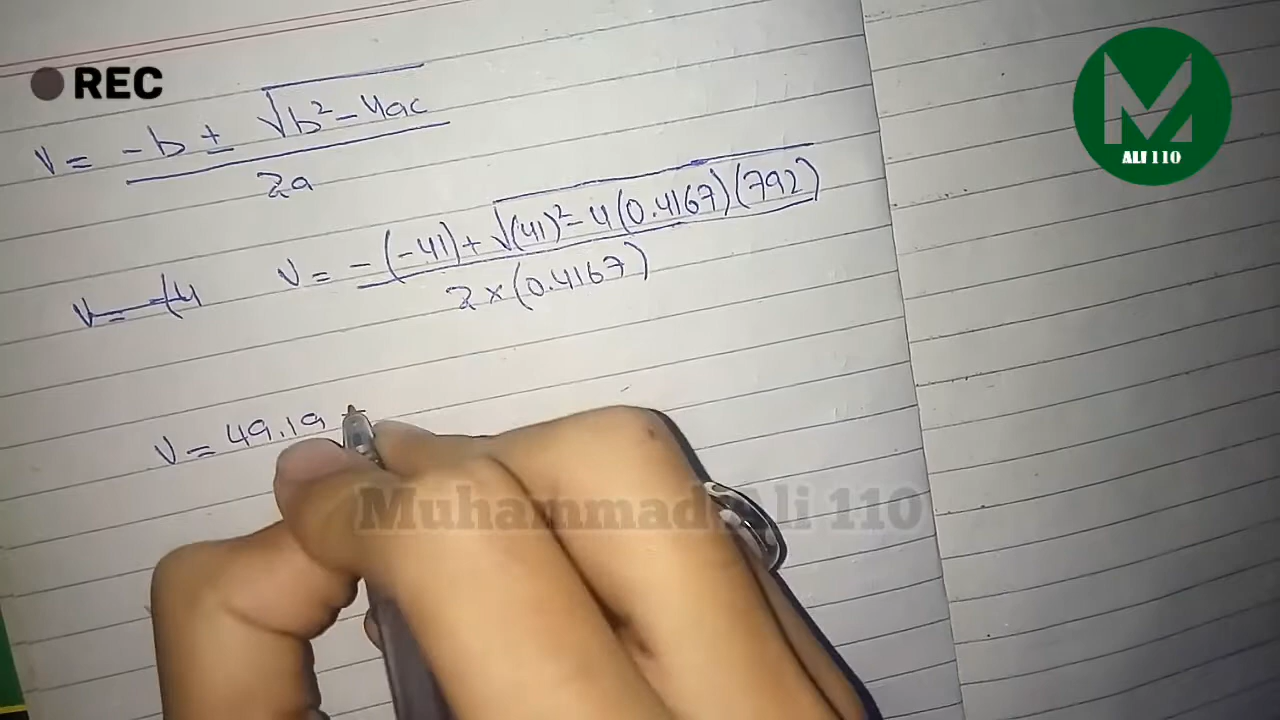 REC
M
ALI 110
V = -b ± √b² - 4ac
2a
V = -(-41) + √(41)² - 4(0.4167)(792)
2 × (0.4167)
V = -(4
V = 49.19
Muhammad Ali 110